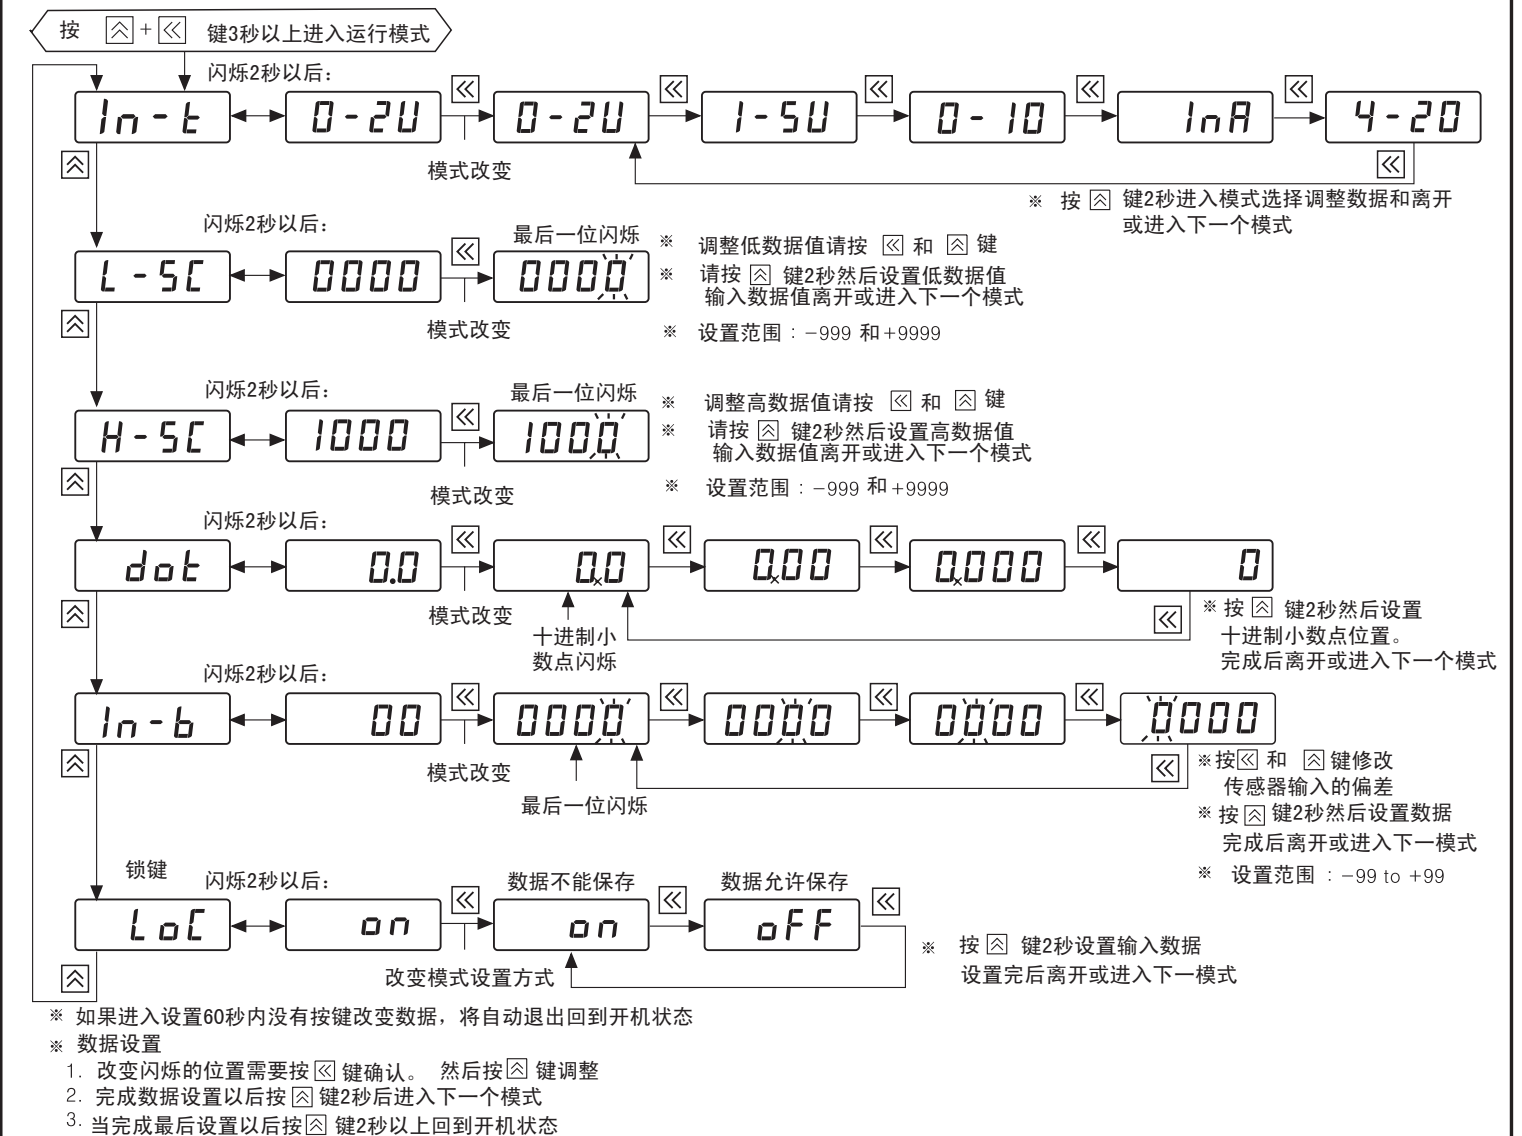 按 + 键3秒以上进入运行模式
闪烁2秒以后:
In-t 0-2U 0-2U 1-5U 0-10 InA 4-20
模式改变
※ 按 键2秒进入模式选择调整数据和离开
或进入下一个模式
闪烁2秒以后: 最后一位闪烁
L-SC 0000 0000
模式改变
※ 调整低数据值请按 和 键
※ 请按 键2秒然后设置低数据值
输入数据值离开或进入下一个模式
※ 设置范围:-999 和+9999
闪烁2秒以后: 最后一位闪烁
H-SC 1000 1000
模式改变
※ 调整高数据值请按 和 键
※ 请按 键2秒然后设置高数据值
输入数据值离开或进入下一个模式
※ 设置范围:-999 和+9999
闪烁2秒以后:
dot 0.0 0.0 0.00 0.000 0
模式改变
十进制小
数点闪烁
※按 键2秒然后设置
十进制小数点位置。
完成后离开或进入下一个模式
闪烁2秒以后:
In-b 00 0000 0000 0000 0000
模式改变
最后一位闪烁
※按 和 键修改
传感器输入的偏差
※按 键2秒然后设置数据
完成后离开或进入下一模式
※ 设置范围 :-99 to +99
锁键
闪烁2秒以后: 数据不能保存 数据允许保存
LoC on on oFF
改变模式设置方式
※ 按 键2秒设置输入数据
设置完后离开或进入下一模式
※ 如果进入设置60秒内没有按键改变数据,将自动退出回到开机状态
※ 数据设置
1. 改变闪烁的位置需要按 键确认。 然后按 键调整
2. 完成数据设置以后按 键2秒后进入下一个模式
3. 当完成最后设置以后按 键2秒以上回到开机状态